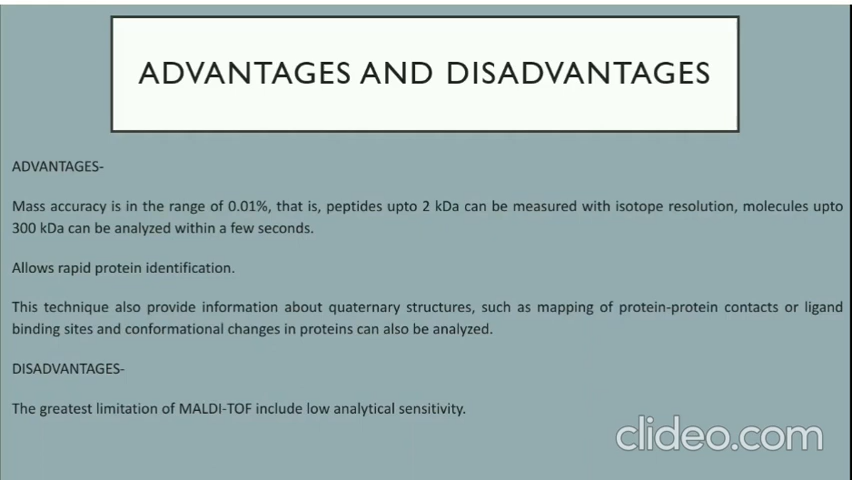 ADVANTAGES AND DISADVANTAGES
ADVANTAGES-
Mass accuracy is in the range of 0.01%, that is, peptides upto 2 kDa can be measured with isotope resolution, molecules upto
300 kDa can be analyzed within a few seconds.
Allows rapid protein identification.
This technique also provide information about quaternary structures, such as mapping of protein-protein contacts or ligand
binding sites and conformational changes in proteins can also be analyzed.
DISADVANTAGES-
The greatest limitation of MALDI-TOF include low analytical sensitivity.
clideo.com